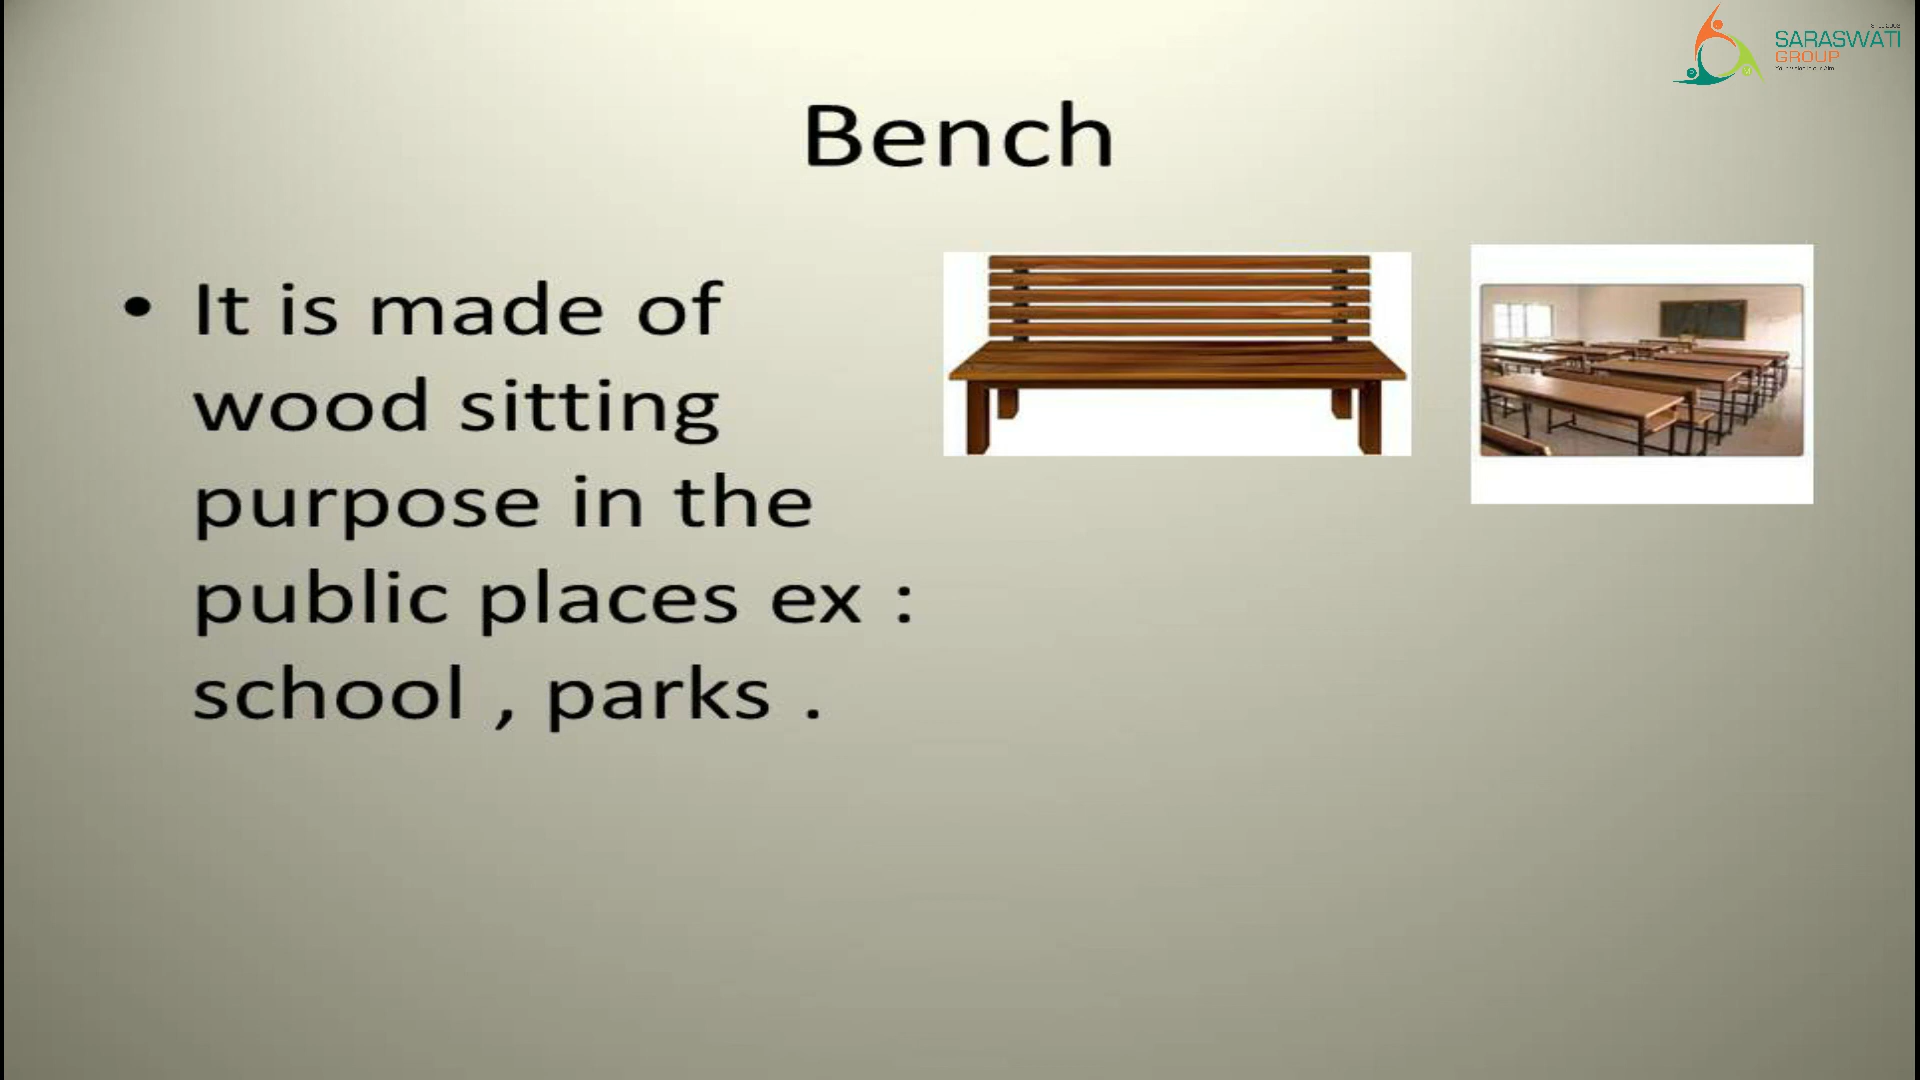 SARASWATI
GROUP
Bench
• It is made of
wood sitting
purpose in the
public places ex :
school , parks .